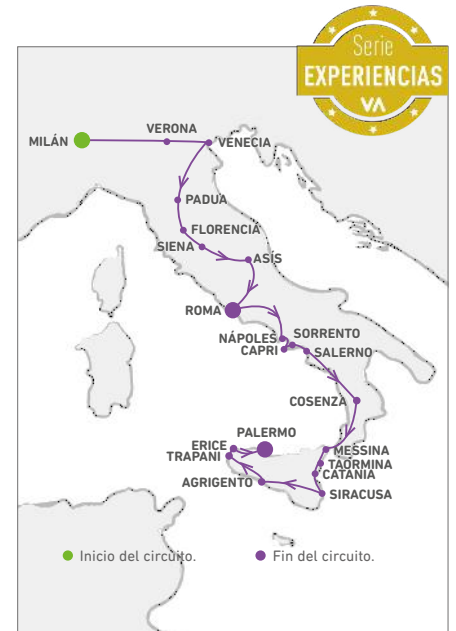 Serie
EXPERIENCIAS
VA
MILÁN
VERONA
VENECIA
PADUA
FLORENCIA
SIENA
ASÍS
ROMA
NÁPOLES
SORRENTO
CAPRI
SALERNO
COSENZA
PALERMO
ERICE
TRAPANI
MESSINA
TAORMINA
CATANIA
AGRIGENTO
SIRACUSA
Inicio del circuito.
Fin del circuito.